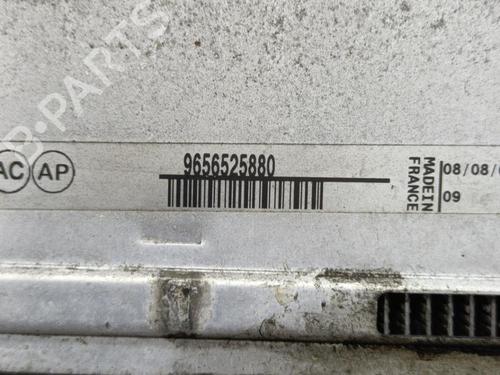 B-Parts
AC AP
9656525880
MADE IN
FRANCE
08/08/
09